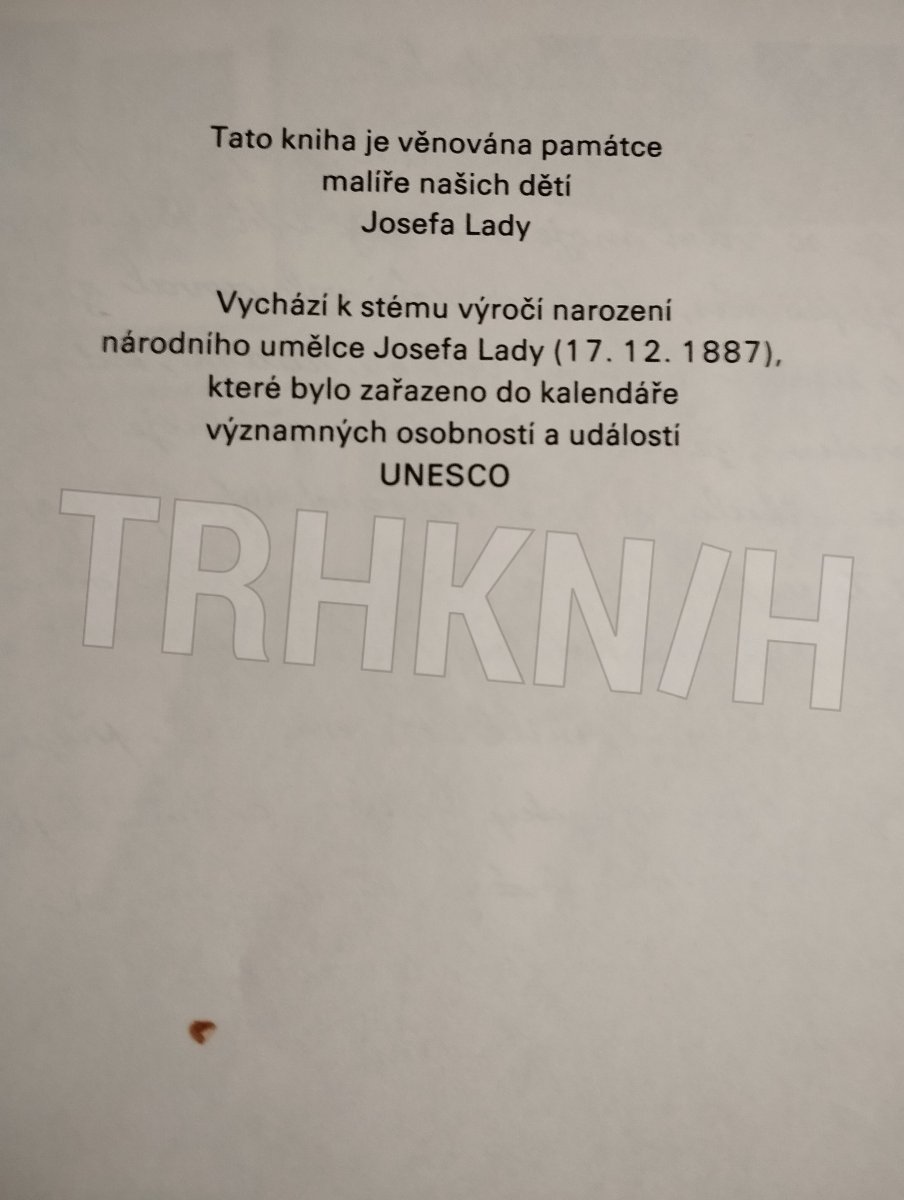 Tato kniha je věnována památce
malíře našich dětí
Josefa Lady
Vychází k stému výročí narození
národního umělce Josefa Lady (17. 12. 1887),
které bylo zařazeno do kalendáře
významných osobností a událostí
UNESCO
TRHKN/H